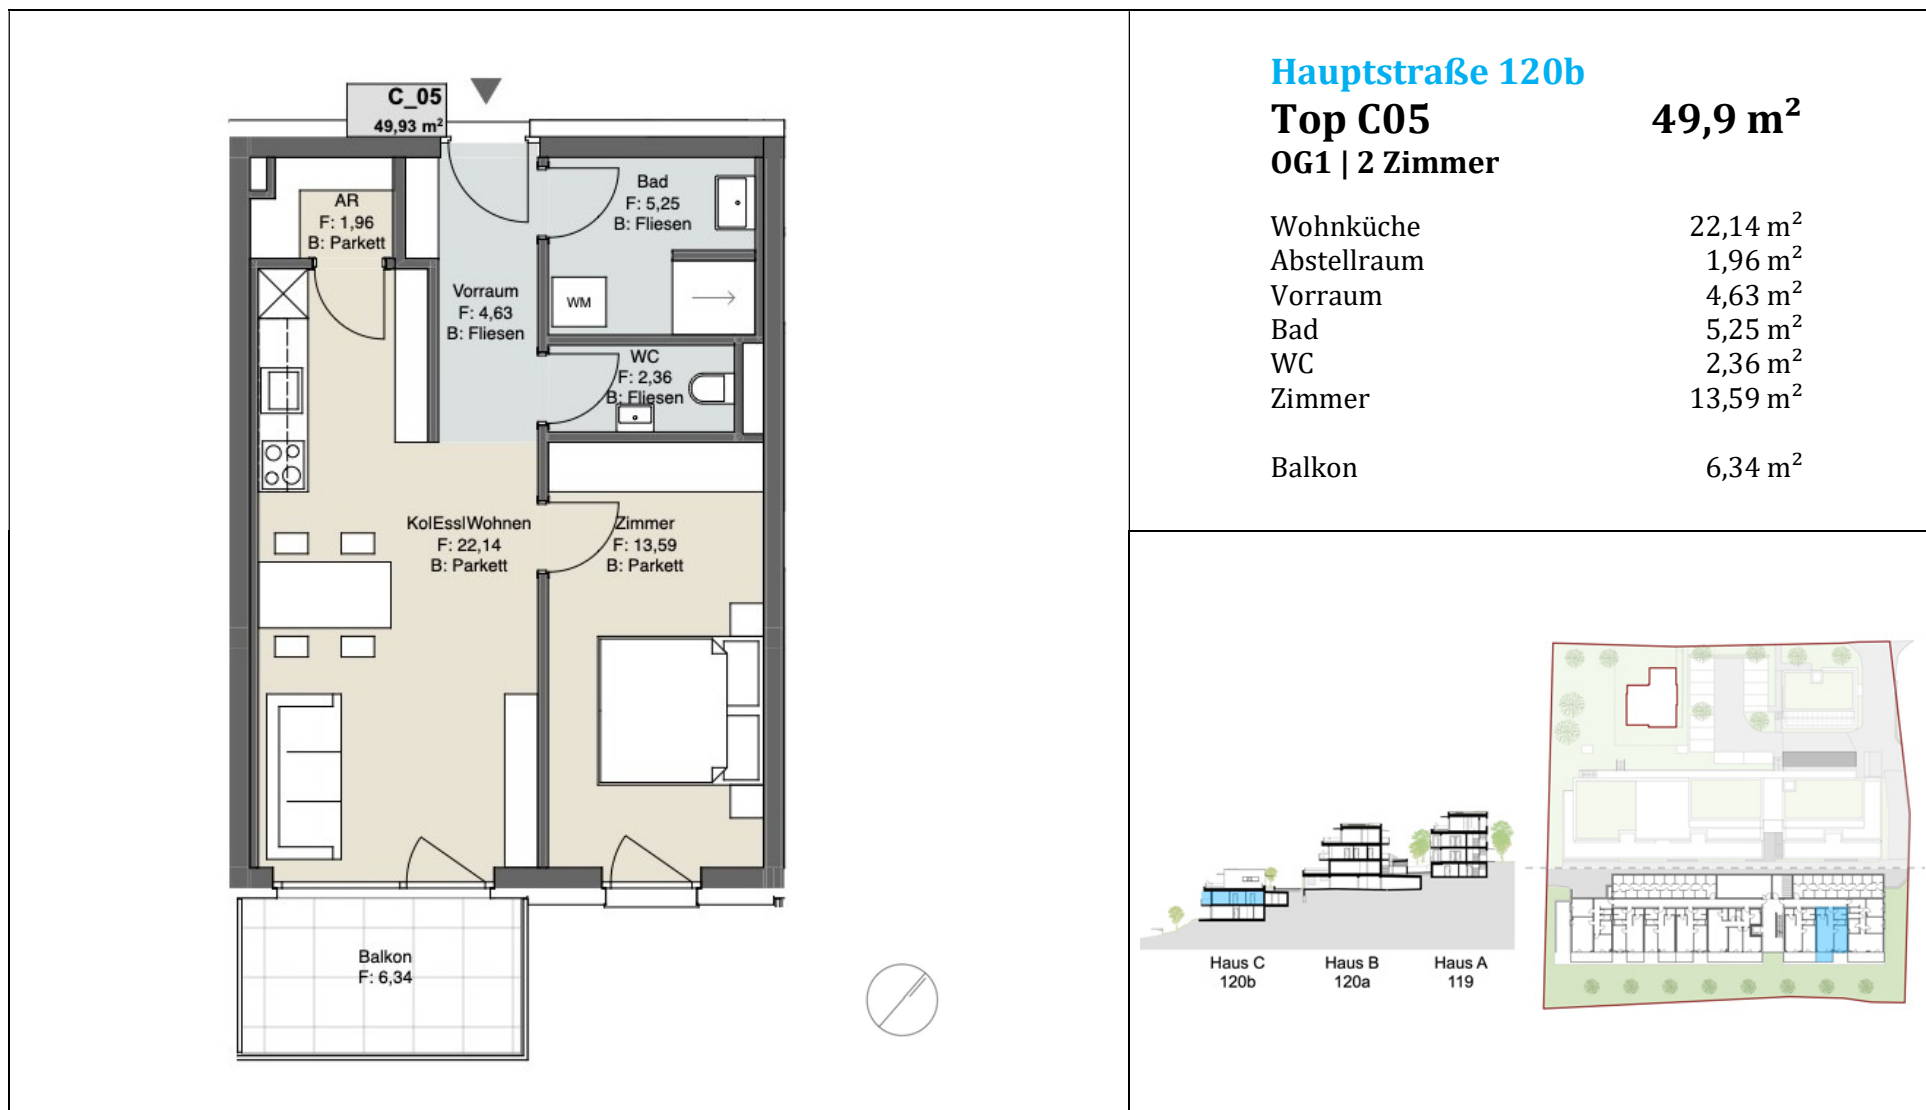 C_05
49,93 m²
AR
F: 1,96
B: Parkett
Bad
F: 5,25
B: Fliesen
WM
Vorraum
F: 4,63
B: Fliesen
WC
F: 2,36
B: Fliesen
KolEsslWohnen
F: 22,14
B: Parkett
Zimmer
F: 13,59
B: Parkett
Balkon
F: 6,34
Hauptstraße 120b
Top C05 49,9 m²
OG1 | 2 Zimmer
Wohnküche 22,14 m²
Abstellraum 1,96 m²
Vorraum 4,63 m²
Bad 5,25 m²
WC 2,36 m²
Zimmer 13,59 m²
Balkon 6,34 m²
Haus C
120b
Haus B
120a
Haus A
119